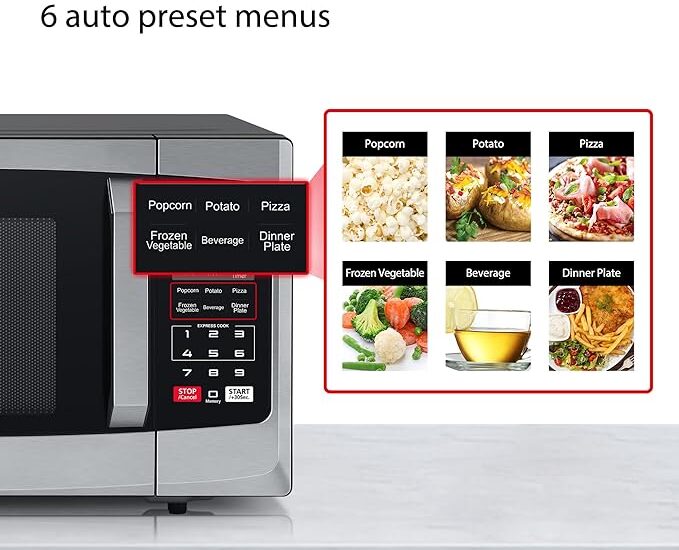 6 auto preset menus
Popcorn Potato Pizza
Frozen Vegetable Beverage Dinner Plate
Popcorn Potato Pizza
Frozen Vegetable Beverage Dinner Plate
Timer
Popcorn Potato Pizza
Frozen Vegetable Beverage Dinner Plate
EXPRESS COOK
1 2 3
4 5 6
7 8 9
STOP /Cancel 0 Memory START /+30Sec.